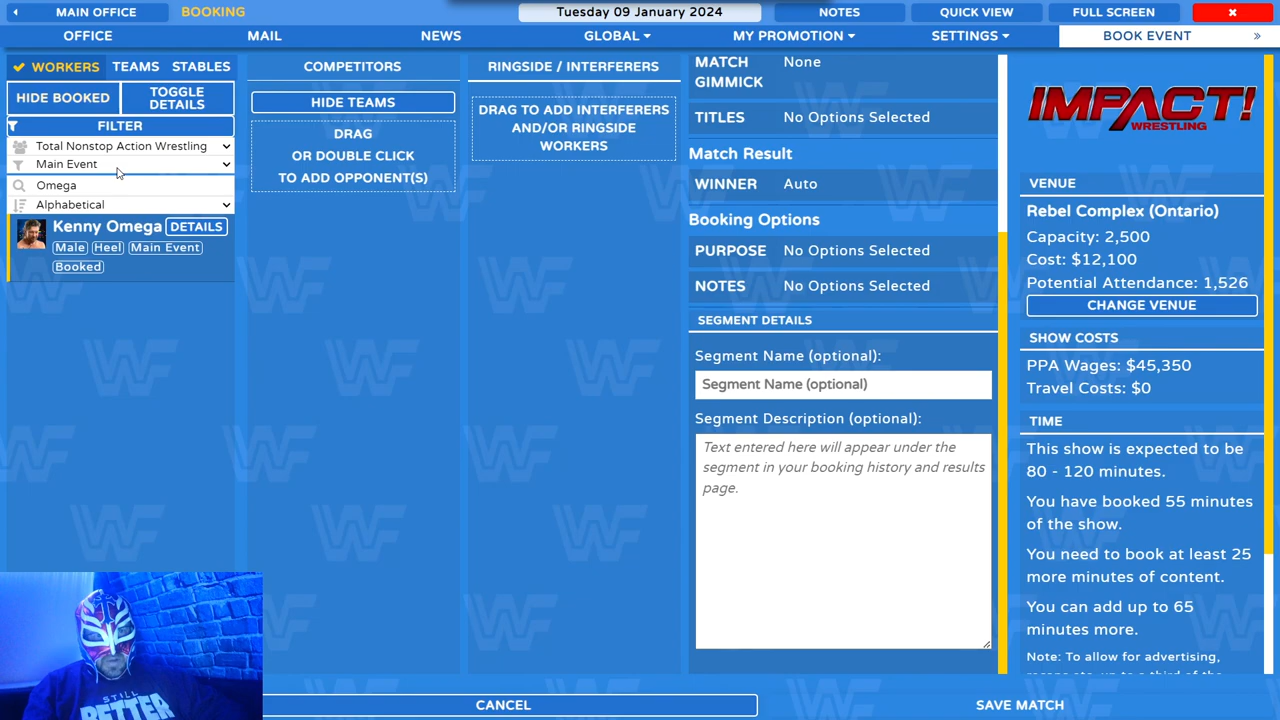 MAIN OFFICE
BOOKING
Tuesday 09 January 2024
NOTES
QUICK VIEW
FULL SCREEN
OFFICE
MAIL
NEWS
GLOBAL
MY PROMOTION
SETTINGS
BOOK EVENT
»
WORKERS
TEAMS
STABLES
HIDE BOOKED
TOGGLE
DETAILS
FILTER
Total Nonstop Action Wrestling
Main Event
Omega
Alphabetical
Kenny Omega
DETAILS
Male
Heel
Main Event
Booked
COMPETITORS
HIDE TEAMS
DRAG
OR DOUBLE CLICK
TO ADD OPPONENT(S)
RINGSIDE / INTERFERERS
DRAG TO ADD INTERFERERS
AND/OR RINGSIDE
WORKERS
MATCH
GIMMICK
None
TITLES
No Options Selected
Match Result
WINNER
Auto
Booking Options
PURPOSE
No Options Selected
NOTES
No Options Selected
SEGMENT DETAILS
Segment Name (optional):
Segment Name (optional)
Segment Description (optional):
Text entered here will appear under the
segment in your booking history and results
page.
IMPACT!
WRESTLING
VENUE
Rebel Complex (Ontario)
Capacity: 2,500
Cost: $12,100
Potential Attendance: 1,526
CHANGE VENUE
SHOW COSTS
PPA Wages: $45,350
Travel Costs: $0
TIME
This show is expected to be
80 - 120 minutes.
You have booked 55 minutes
of the show.
You need to book at least 25
more minutes of content.
You can add up to 65
minutes more.
Note: To allow for advertising,
CANCEL
SAVE MATCH
STILL
BETTER